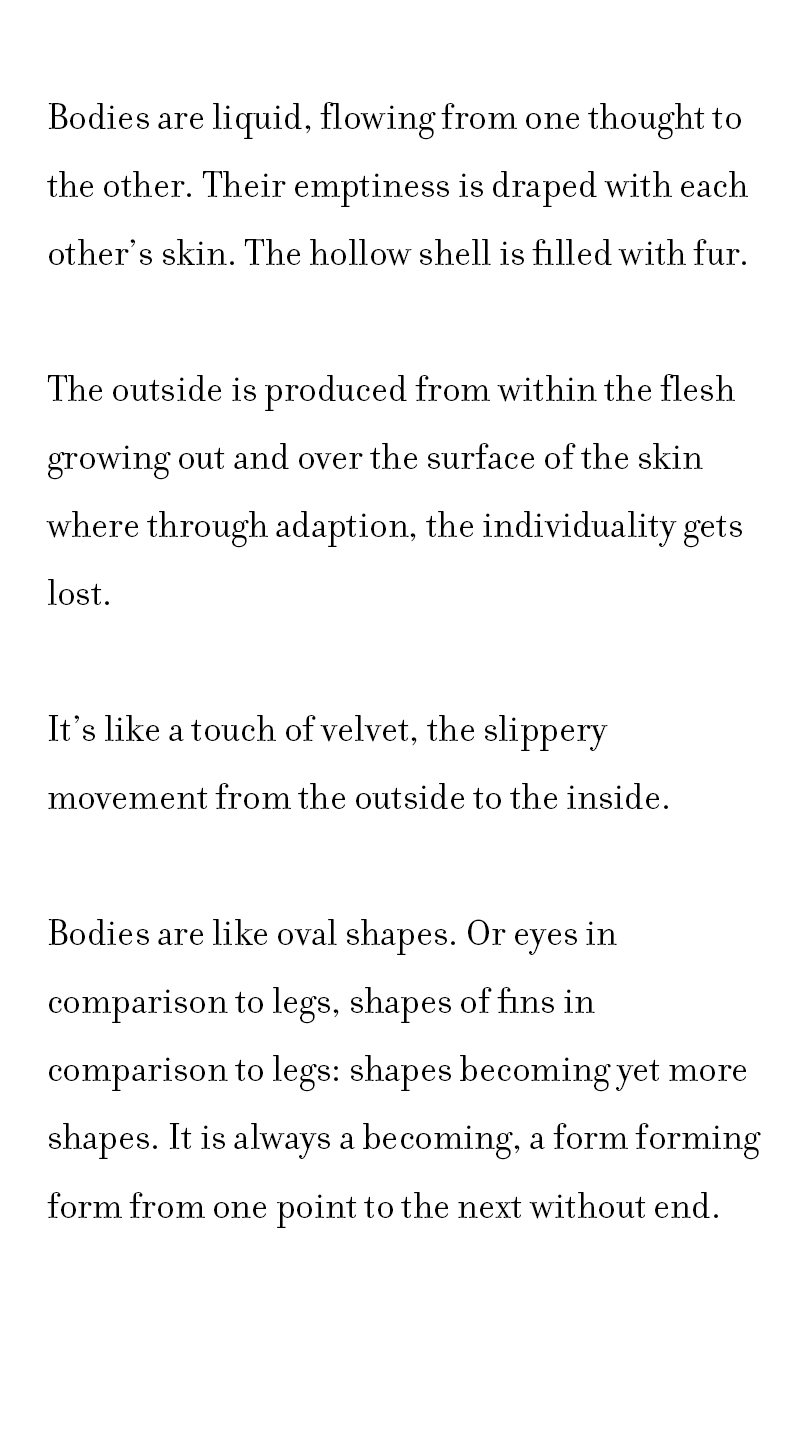 Bodies are liquid, flowing from one thought to
the other. Their emptiness is draped with each
other’s skin. The hollow shell is filled with fur.
The outside is produced from within the flesh
growing out and over the surface of the skin
where through adaption, the individuality gets
lost.
It’s like a touch of velvet, the slippery
movement from the outside to the inside.
Bodies are like oval shapes. Or eyes in
comparison to legs, shapes of fins in
comparison to legs: shapes becoming yet more
shapes. It is always a becoming, a form forming
form from one point to the next without end.